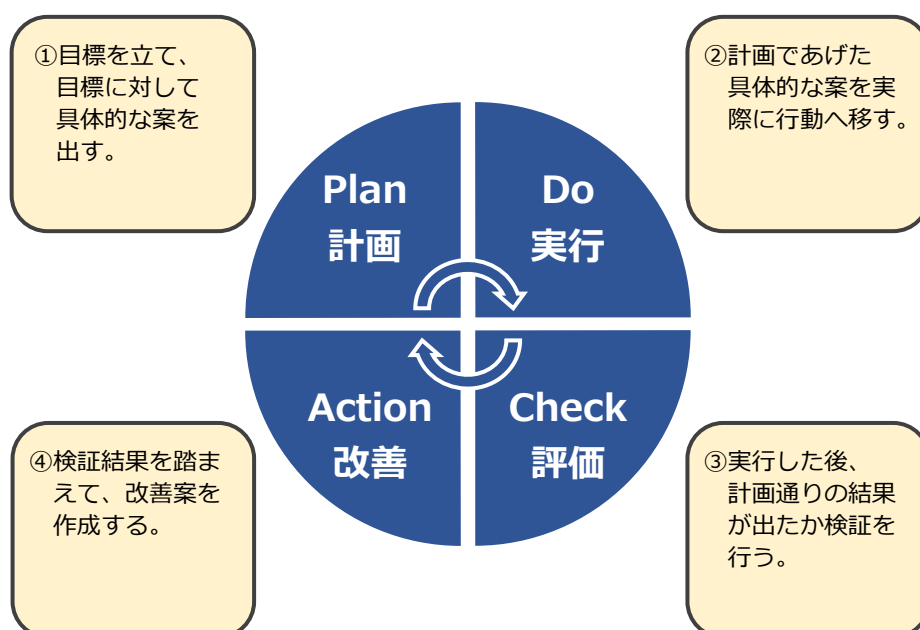 ①目標を立て、
目標に対して
具体的な案を
出す。
②計画であげた
具体的な案を実
際に行動へ移す。
Plan
計画
Do
実行
Action
改善
Check
評価
④検証結果を踏ま
えて、改善案を
作成する。
③実行した後、
計画通りの結果
が出たか検証を
行う。